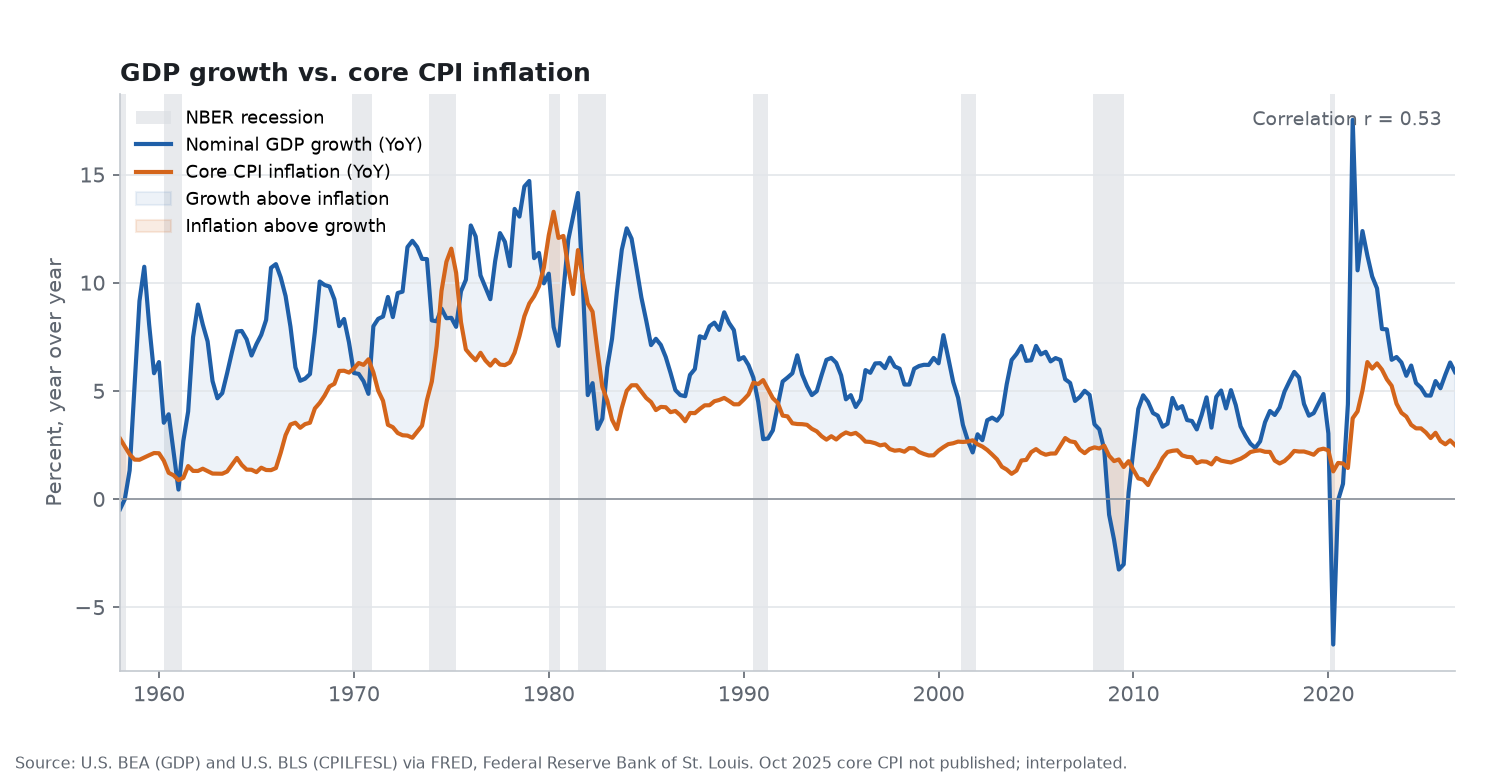 GDP growth vs. core CPI inflation
NBER recession
Nominal GDP growth (YoY)
Core CPI inflation (YoY)
Growth above inflation
Inflation above growth
Correlation r = 0.53
Percent, year over year
15
10
5
0
−5
1960
1970
1980
1990
2000
2010
2020
Source: U.S. BEA (GDP) and U.S. BLS (CPILFESL) via FRED, Federal Reserve Bank of St. Louis. Oct 2025 core CPI not published; interpolated.